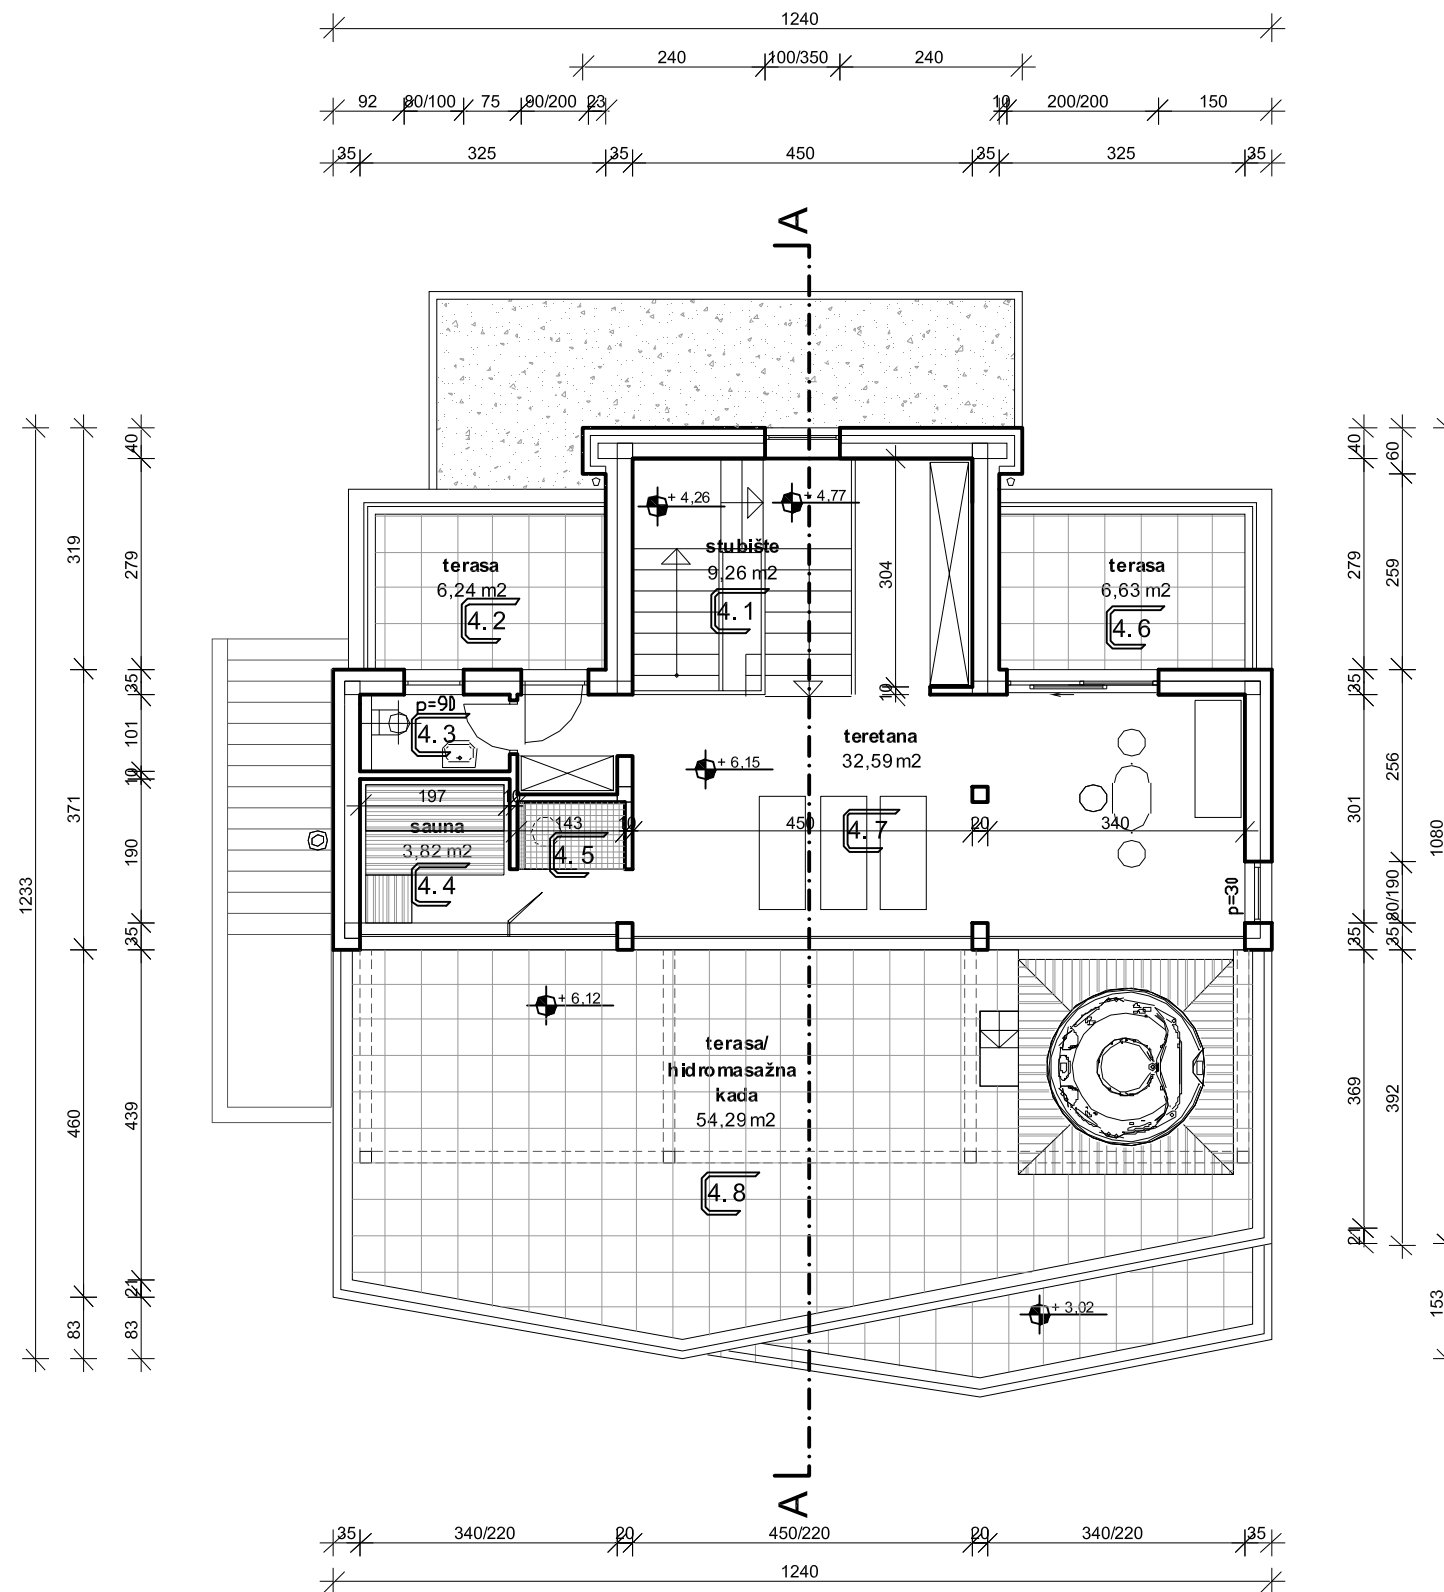 1240
240 100/350 240
92 80/100 75 90/200 23 10 200/200 150
35 325 35 450 35 325 35
A
+ 4,26
+ 4,77
stubište
9,26 m2
4.1
304
10
terasa
6,24 m2
4.2
terasa
6,63 m2
4.6
p=90
4.3
teretana
32,59 m2
+ 6,15
197 10
sauna
3,82 m2
4.4
143 10
4.5
450 20 340
4.7
p=30
+ 6,12
terasa/
hidromasažna
kada
54,29 m2
4.8
+ 3,02
A
1233
319
371
460
83
40
279
35
101
10
190
35
439
21
83
40
279
35
301
35
369
21
60
259
256
80/190
35
392
1080
153
35 340/220 20 450/220 20 340/220 35
1240